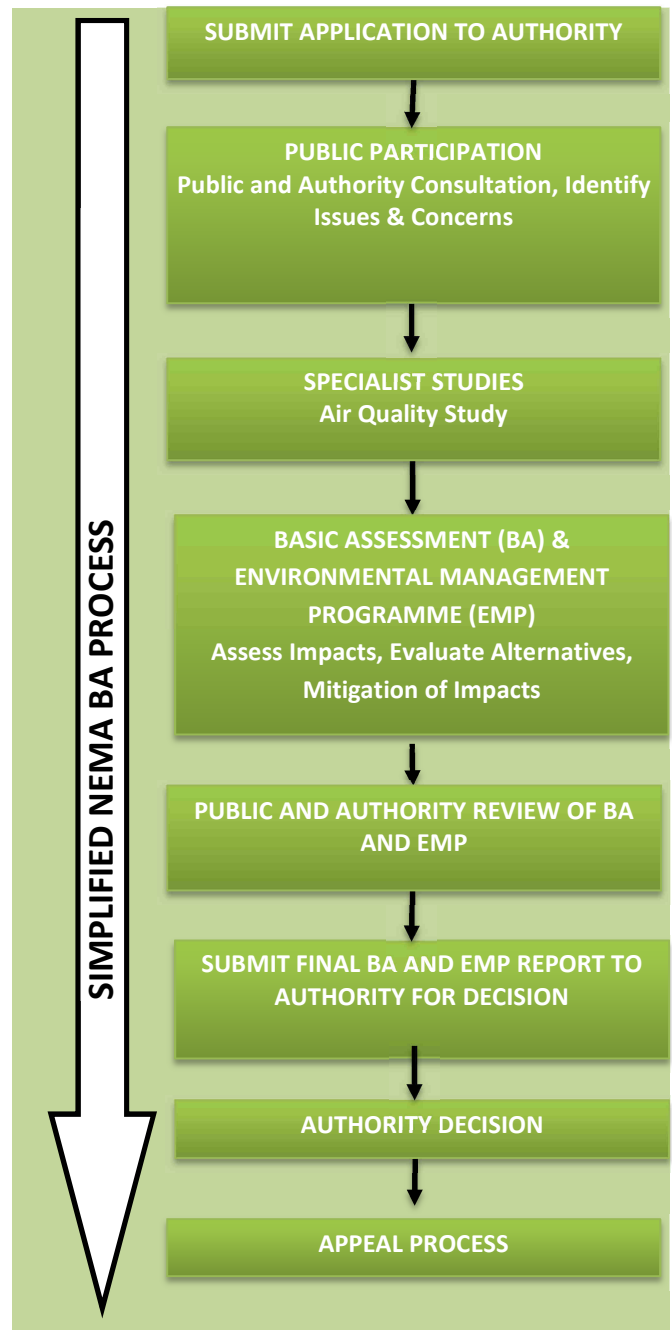 SIMPLIFIED NEMA BA PROCESS
SUBMIT APPLICATION TO AUTHORITY
PUBLIC PARTICIPATION
Public and Authority Consultation, Identify
Issues & Concerns
SPECIALIST STUDIES
Air Quality Study
BASIC ASSESSMENT (BA) &
ENVIRONMENTAL MANAGEMENT
PROGRAMME (EMP)
Assess Impacts, Evaluate Alternatives,
Mitigation of Impacts
PUBLIC AND AUTHORITY REVIEW OF BA
AND EMP
SUBMIT FINAL BA AND EMP REPORT TO
AUTHORITY FOR DECISION
AUTHORITY DECISION
APPEAL PROCESS